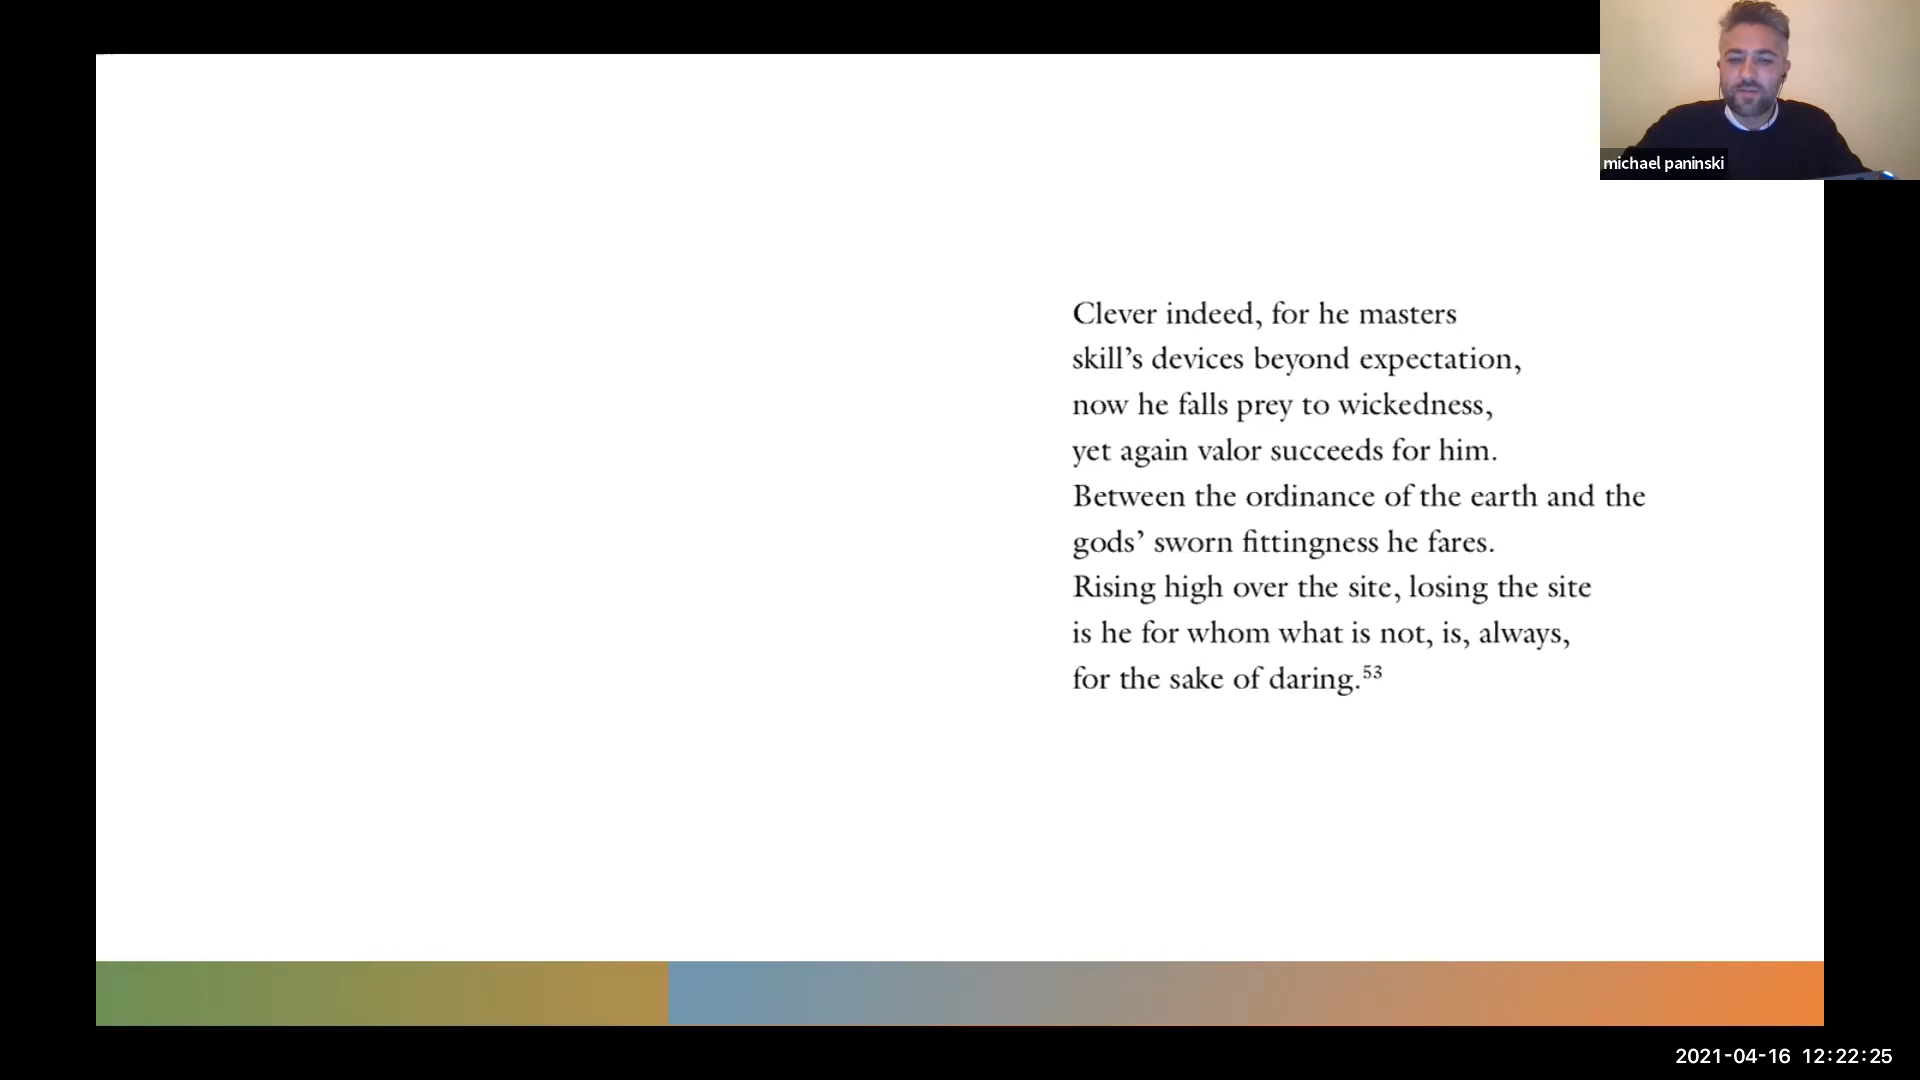 michael paninski
Clever indeed, for he masters
skill’s devices beyond expectation,
now he falls prey to wickedness,
yet again valor succeeds for him.
Between the ordinance of the earth and the
gods’ sworn fittingness he fares.
Rising high over the site, losing the site
is he for whom what is not, is, always,
for the sake of daring.53
2021-04-16 12:22:25